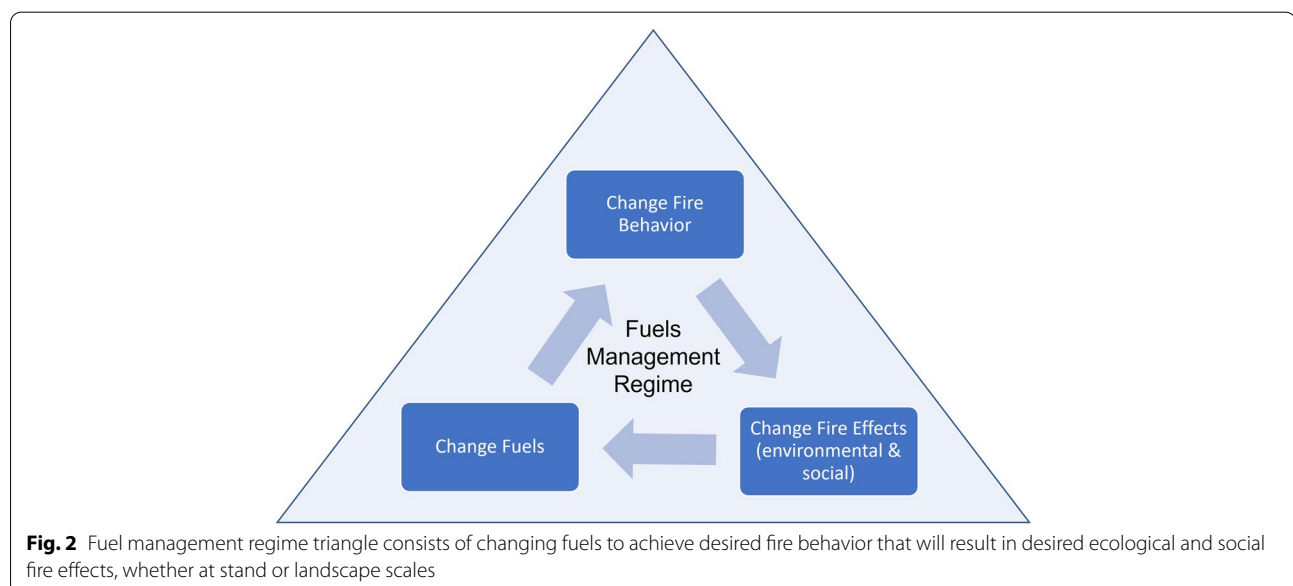 Change Fire
Behavior
Fuels
Management
Regime
Change Fuels
Change Fire Effects
(environmental &
social)
Fig. 2 Fuel management regime triangle consists of changing fuels to achieve desired fire behavior that will result in desired ecological and social
fire effects, whether at stand or landscape scales